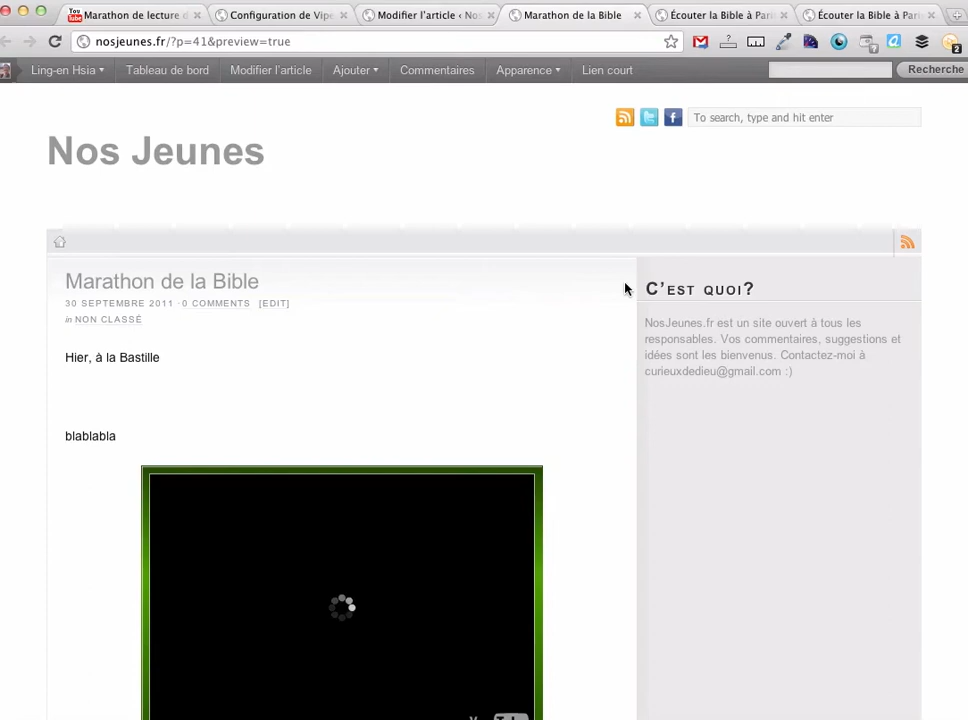 Marathon de lecture d
Configuration de Vipe
Modifier l'article ‹ Nos
Marathon de la Bible
Écouter la Bible à Pari
Écouter la Bible à Pari
nosjeunes.fr/?p=41&preview=true
2
Ling-en Hsia Tableau de bord Modifier l'article Ajouter Commentaires Apparence Lien court Recherche
To search, type and hit enter
Nos Jeunes
Marathon de la Bible
30 SEPTEMBRE 2011 · 0 COMMENTS [EDIT]
in NON CLASSÉ
Hier, à la Bastille
blablabla
C'EST QUOI?
NosJeunes.fr est un site ouvert à tous les
responsables. Vos commentaires, suggestions et
idées sont les bienvenus. Contactez-moi à
curieuxdedieu@gmail.com :)